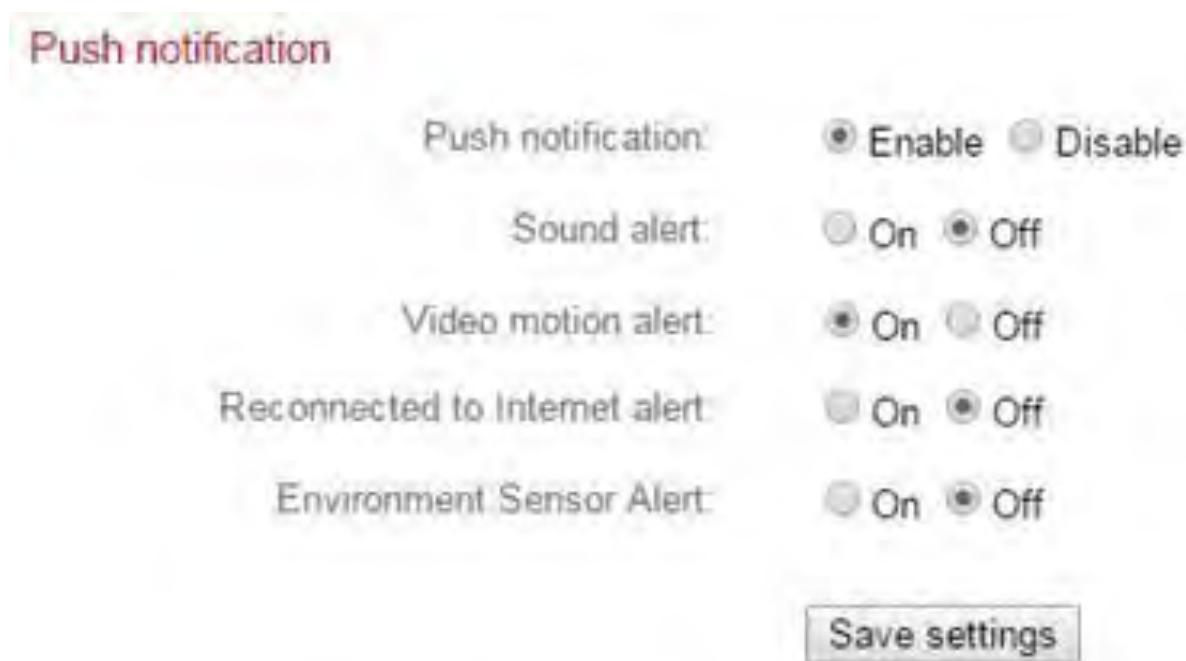 Push notification
Push notification: Enable Disable
Sound alert: On Off
Video motion alert: On Off
Reconnected to Internet alert: On Off
Environment Sensor Alert: On Off
Save settings